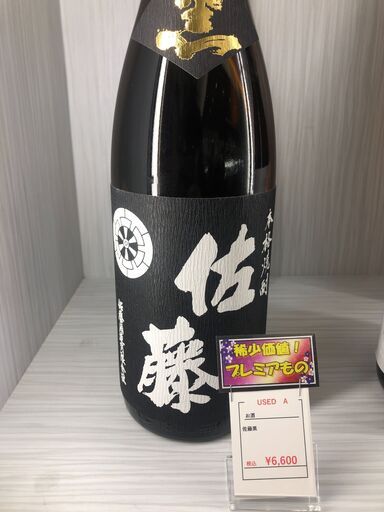 黒
本格焼酎
佐藤
稀少価値！
プレミアもの
USED A
お酒
佐藤黒
税込 ¥6,600